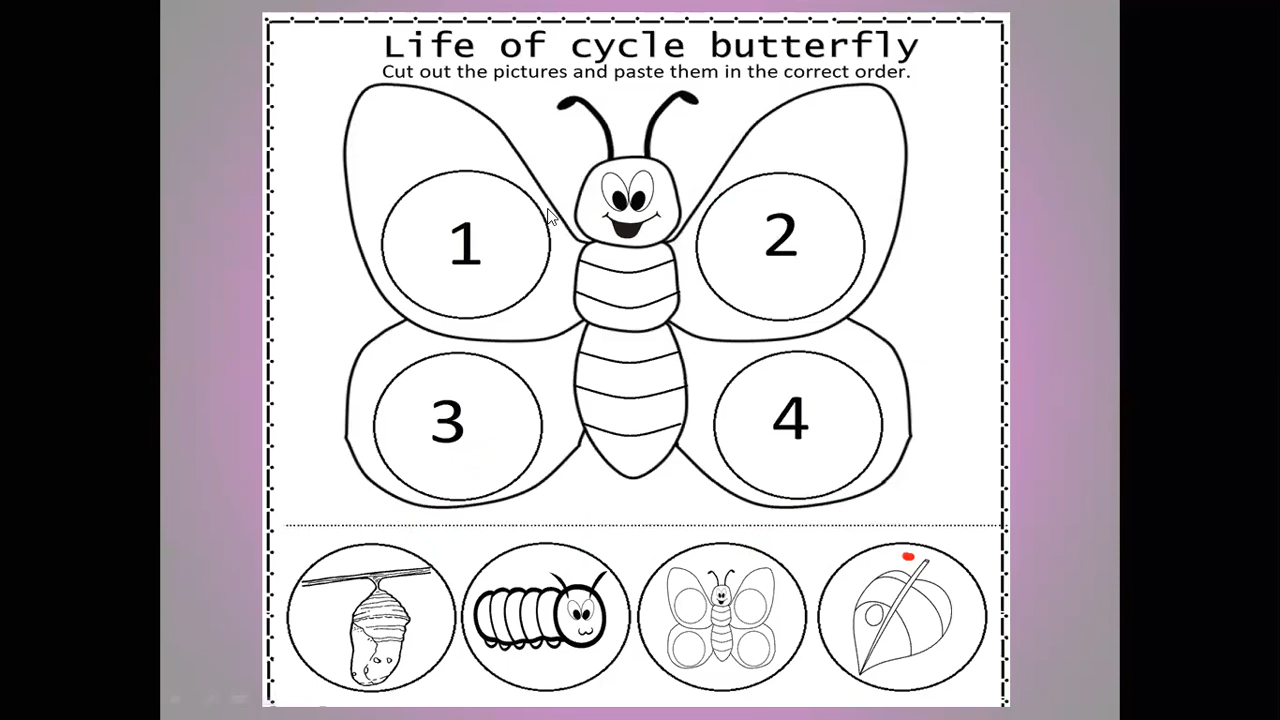 Life of cycle butterfly
Cut out the pictures and paste them in the correct order.
1
2
3
4